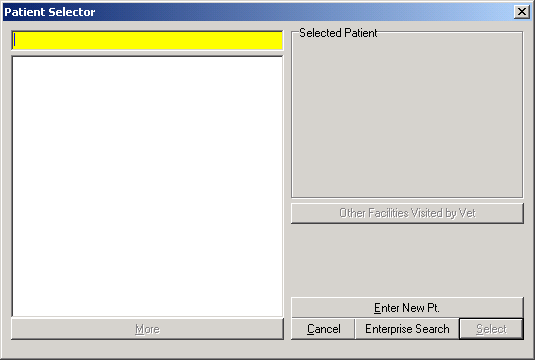 Patient Selector
Selected Patient
Other Facilities Visited by Vet
Enter New Pt.
More
Cancel
Enterprise Search
Select